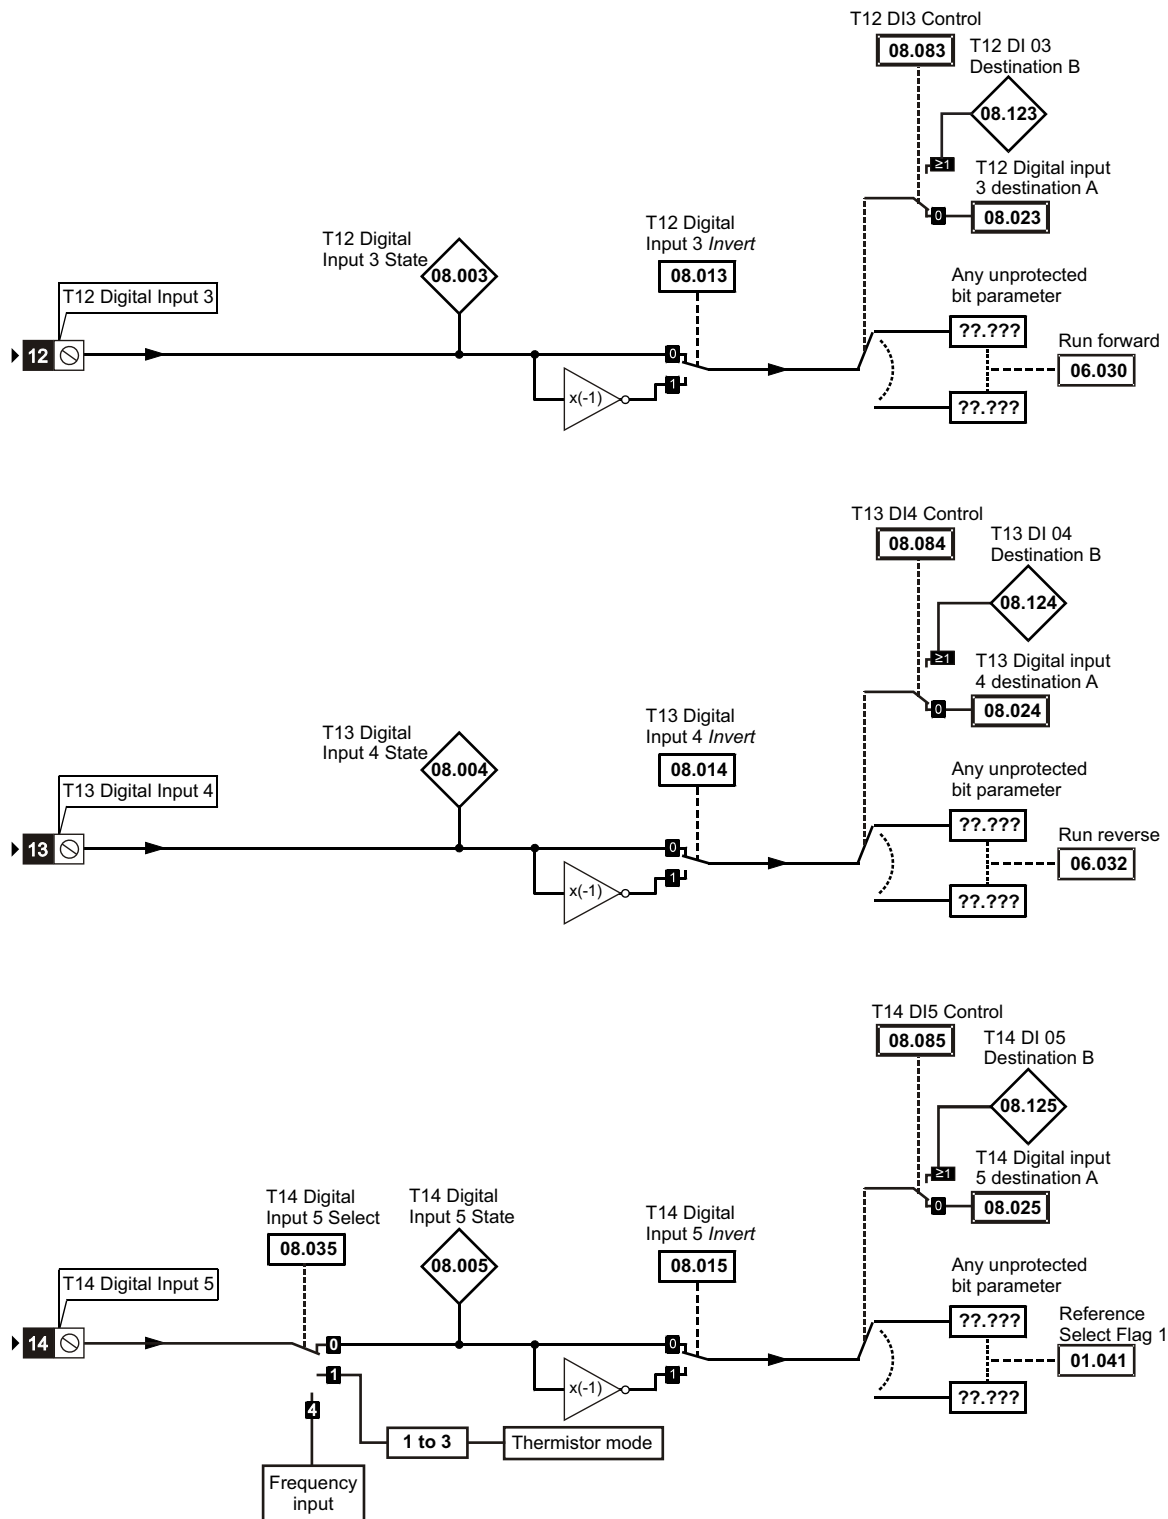 T12 DI3 Control
08.083
T12 DI 03
Destination B
08.123
≥1
T12 Digital input
3 destination A
0
08.023
T12 Digital
Input 3 State
08.003
T12 Digital
Input 3 Invert
08.013
T12 Digital Input 3
12
0
1
x(-1)
Any unprotected
bit parameter
??.???
Run forward
06.030
??.???
T13 DI4 Control
08.084
T13 DI 04
Destination B
08.124
≥1
T13 Digital input
4 destination A
0
08.024
T13 Digital
Input 4 State
08.004
T13 Digital
Input 4 Invert
08.014
T13 Digital Input 4
13
0
1
x(-1)
Any unprotected
bit parameter
??.???
Run reverse
06.032
??.???
T14 DI5 Control
08.085
T14 DI 05
Destination B
08.125
≥1
T14 Digital input
5 destination A
0
08.025
T14 Digital
Input 5 Select
08.035
T14 Digital
Input 5 State
08.005
T14 Digital
Input 5 Invert
08.015
T14 Digital Input 5
14
0
1
4
0
1
x(-1)
Any unprotected
bit parameter
??.???
Reference
Select Flag 1
01.041
??.???
1 to 3
Thermistor mode
Frequency
input